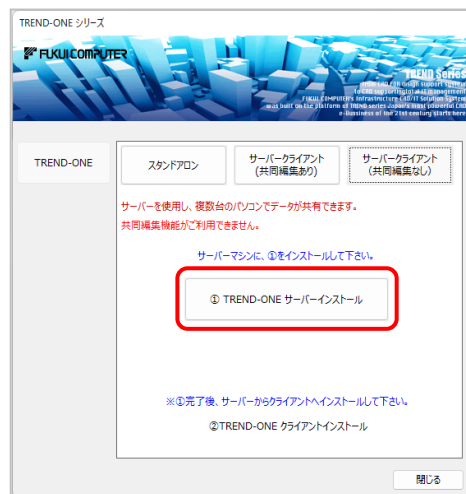 TREND-ONE シリーズ
FUKUI COMPUTER
TREND Series
TREND-ONE
スタンドアロン
サーバークライアント
(共同編集あり)
サーバークライアント
(共同編集なし)
サーバーを使用し、複数台のパソコンでデータが共有できます。
共同編集機能がご利用できません。
サーバーマシンに、①をインストールして下さい。
① TREND-ONE サーバーインストール
※①完了後、サーバーからクライアントへインストールして下さい。
②TREND-ONE クライアントインストール
閉じる